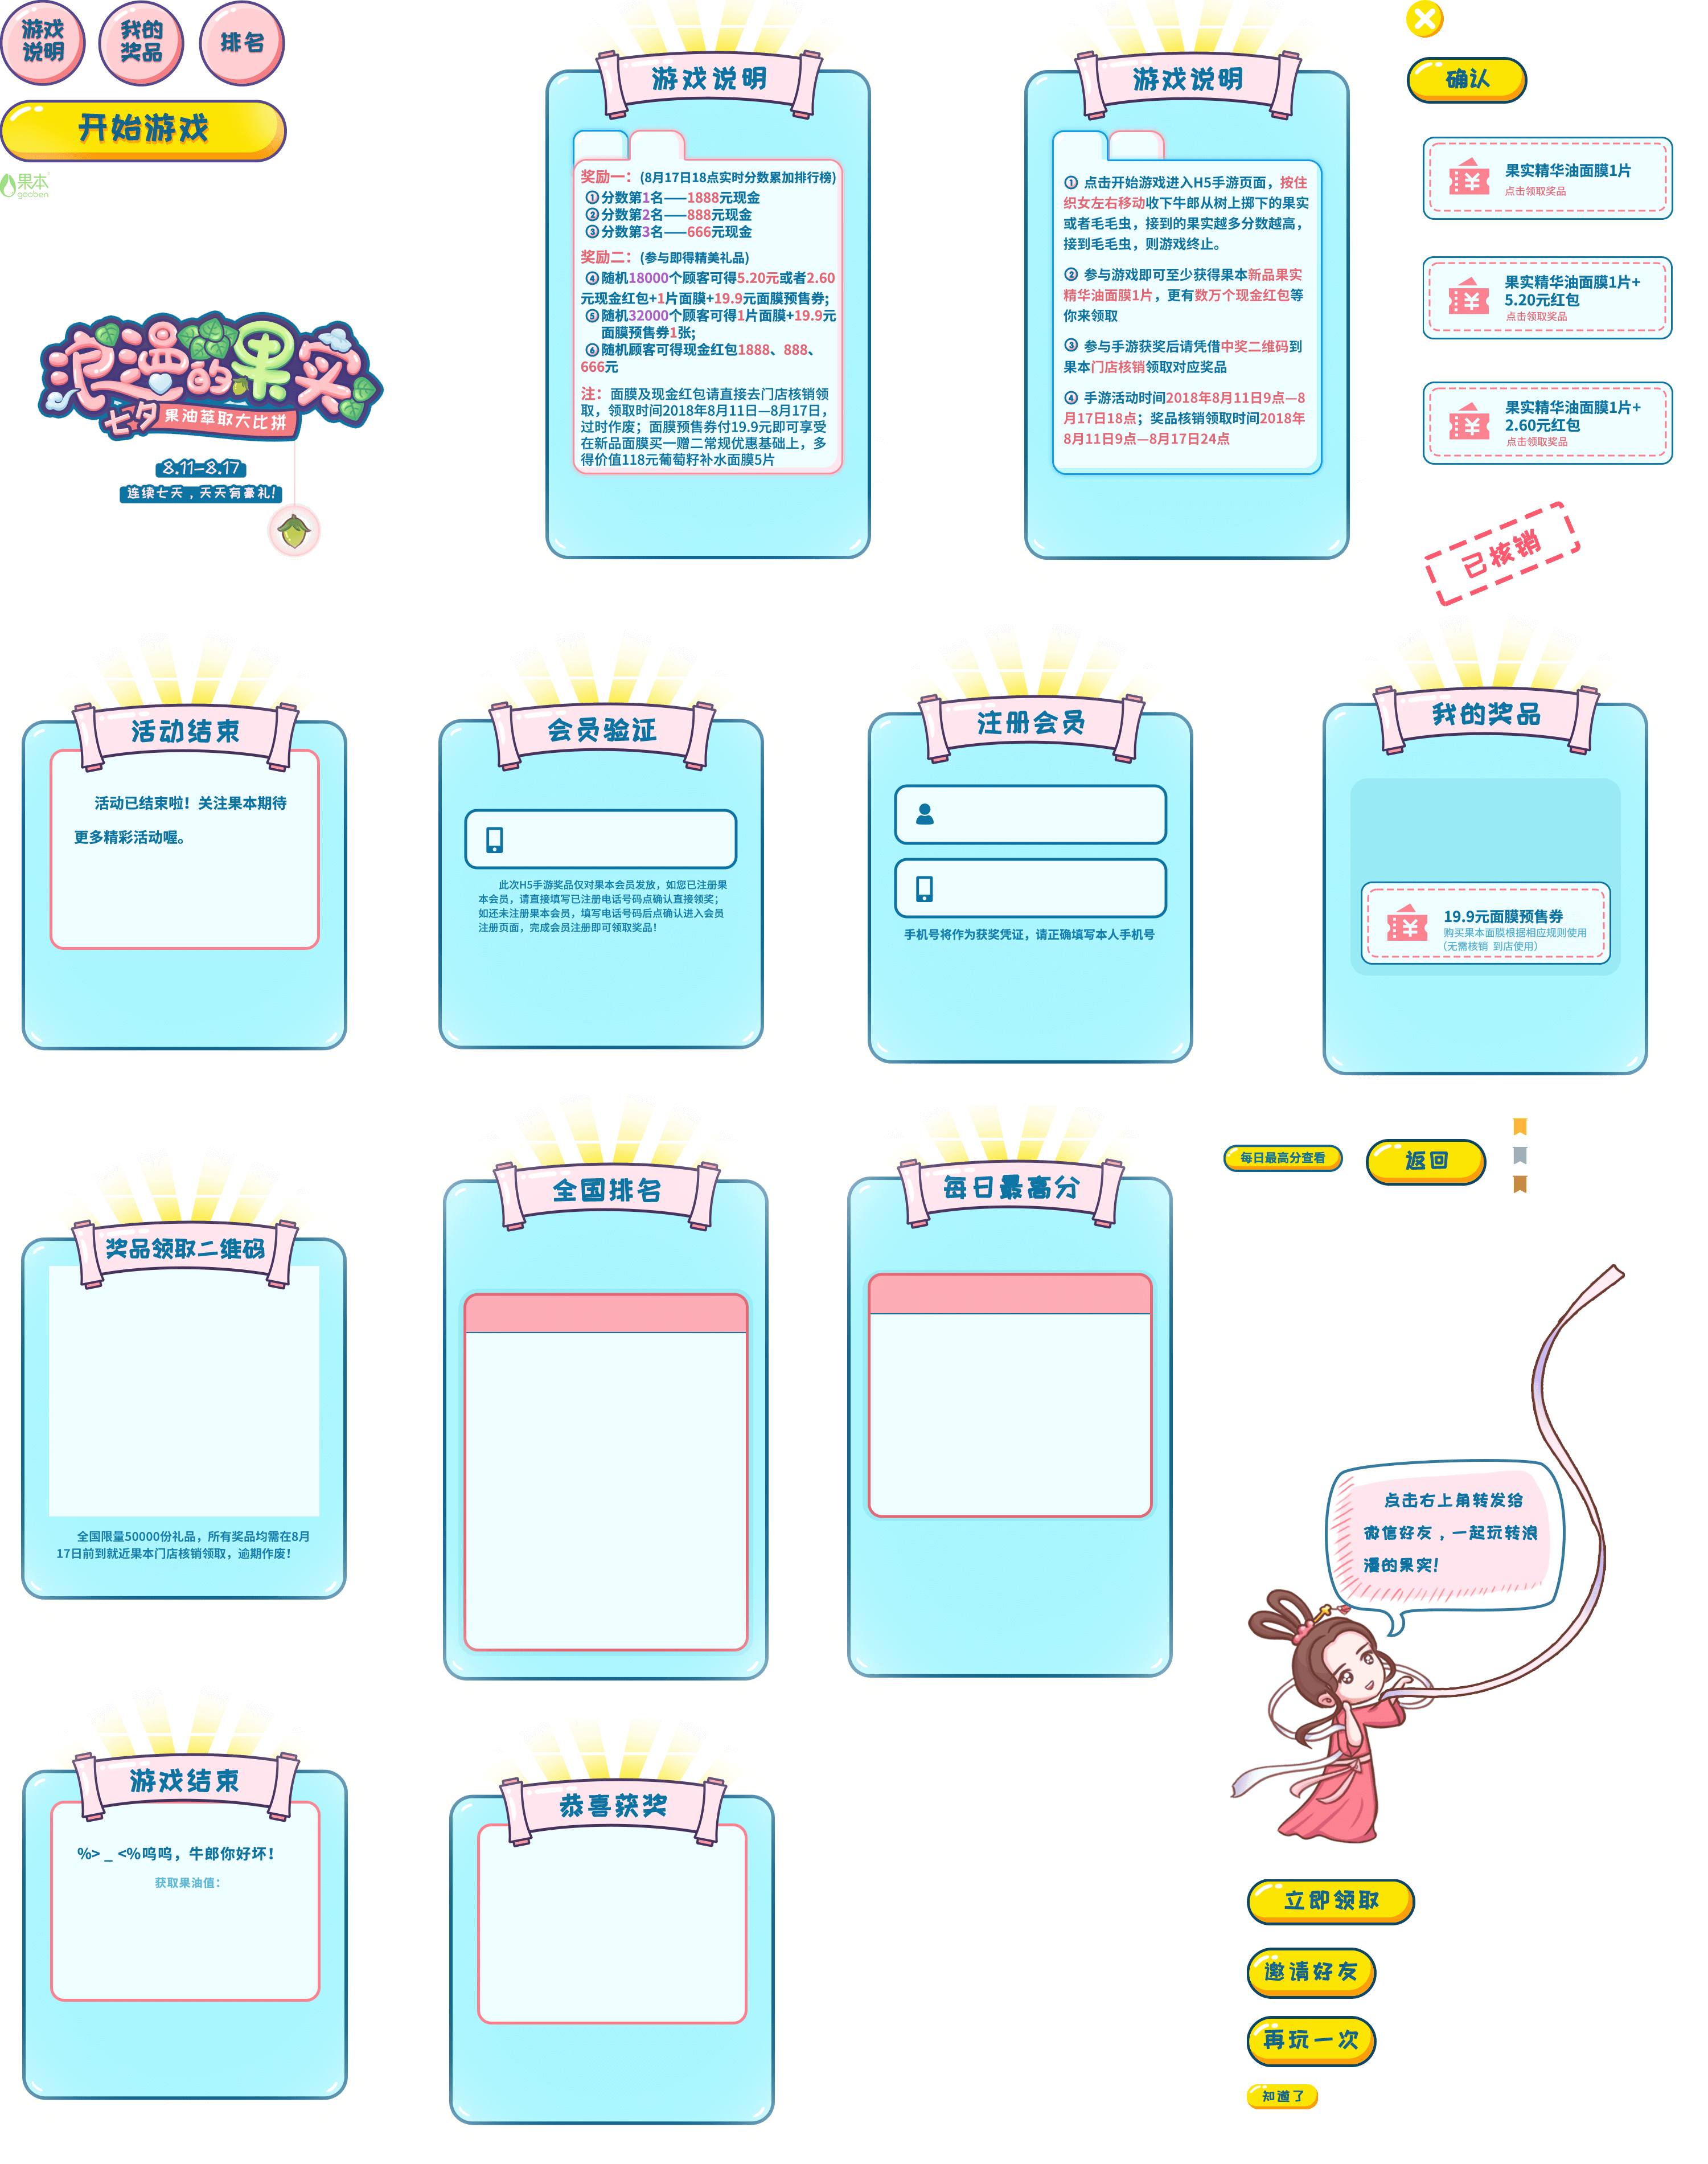 游戏
说明
我的
奖品
排名
开始游戏
果本
gooben
浪漫的果实
七夕
果油萃取大比拼
8.11-8.17
连续七天，天天有豪礼!
游戏说明
奖励一：(8月17日18点实时分数累加排行榜)
①分数第1名——1888元现金
②分数第2名——888元现金
③分数第3名——666元现金
奖励二：(参与即得精美礼品)
④随机18000个顾客可得5.20元或者2.60
元现金红包+1片面膜+19.9元面膜预售券;
⑤随机32000个顾客可得1片面膜+19.9元
面膜预售券1张;
⑥随机顾客可得现金红包1888、888、
666元
注：面膜及现金红包请直接去门店核销领
取，领取时间2018年8月11日—8月17日，
过时作废；面膜预售券付19.9元即可享受
在新品面膜买一赠二常规优惠基础上，多
得价值118元葡萄籽补水面膜5片
游戏说明
① 点击开始游戏进入H5手游页面，按住
织女左右移动收下牛郎从树上掷下的果实
或者毛毛虫，接到的果实越多分数越高，
接到毛毛虫，则游戏终止。
② 参与游戏即可至少获得果本新品果实
精华油面膜1片，更有数万个现金红包等
你来领取
③ 参与手游获奖后请凭借中奖二维码到
果本门店核销领取对应奖品
④ 手游活动时间2018年8月11日9点—8
月17日18点；奖品核销领取时间2018年
8月11日9点—8月17日24点
确认
果实精华油面膜1片
点击领取奖品
果实精华油面膜1片+
5.20元红包
点击领取奖品
果实精华油面膜1片+
2.60元红包
点击领取奖品
已核销
活动结束
活动已结束啦！关注果本期待
更多精彩活动喔。
会员验证
此次H5手游奖品仅对果本会员发放，如您已注册果
本会员，请直接填写已注册电话号码点确认直接领奖；
如还未注册果本会员，填写电话号码后点确认进入会员
注册页面，完成会员注册即可领取奖品！
注册会员
手机号将作为获奖凭证，请正确填写本人手机号
我的奖品
19.9元面膜预售券
购买果本面膜根据相应规则使用
（无需核销 到店使用）
奖品领取二维码
全国限量50000份礼品，所有奖品均需在8月
17日前到就近果本门店核销领取，逾期作废！
全国排名
每日最高分
每日最高分查看
返回
点击右上角转发给
微信好友，一起玩转浪
漫的果实!
游戏结束
%>_<%呜呜，牛郎你好坏！
获取果油值：
恭喜获奖
立即领取
邀请好友
再玩一次
知道了